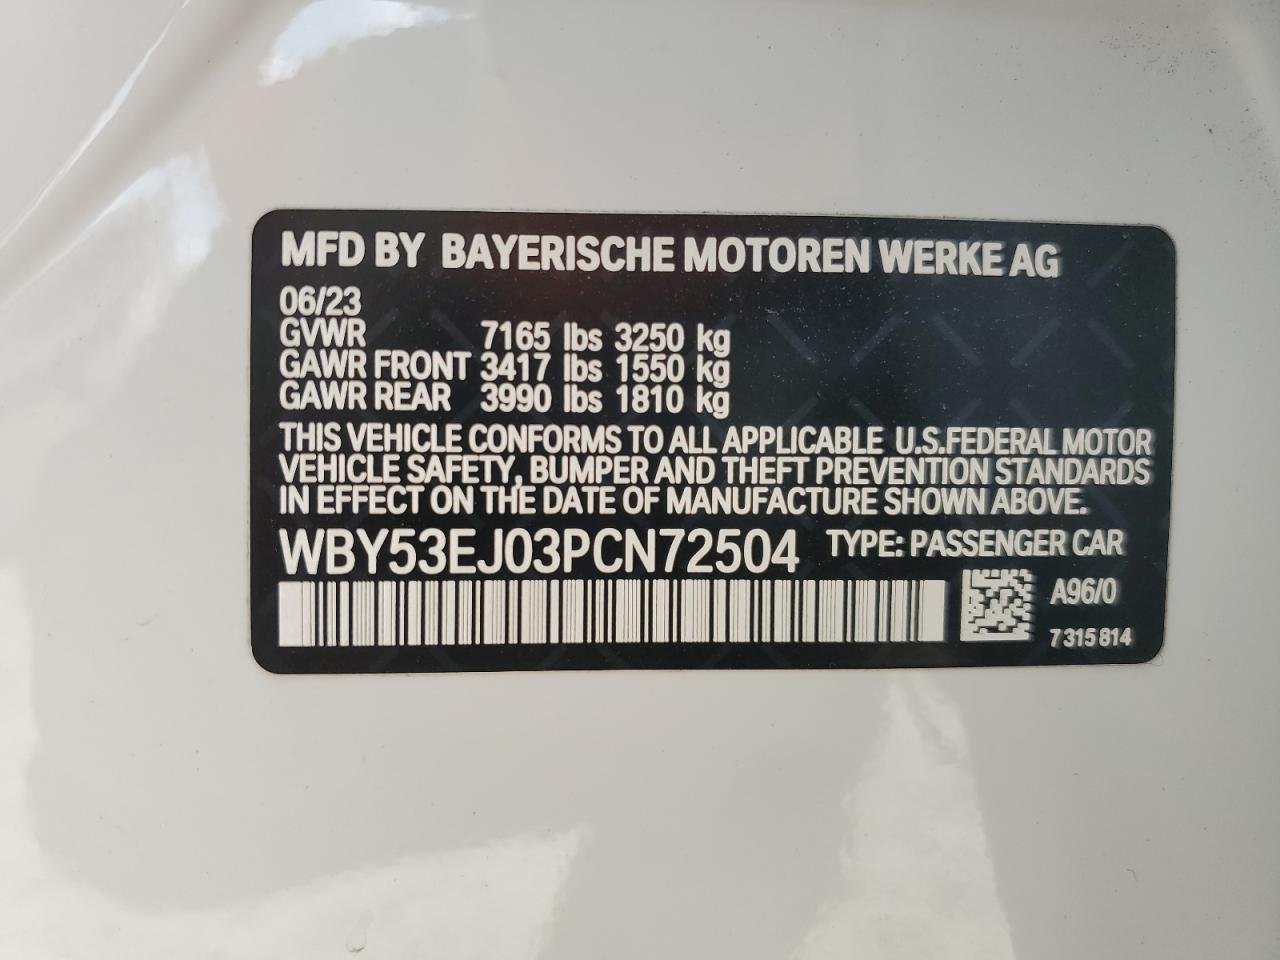 MFD BY BAYERISCHE MOTOREN WERKE AG
06/23
GVWR 7165 lbs 3250 kg
GAWR FRONT 3417 lbs 1550 kg
GAWR REAR 3990 lbs 1810 kg
THIS VEHICLE CONFORMS TO ALL APPLICABLE U.S.FEDERAL MOTOR
VEHICLE SAFETY, BUMPER AND THEFT PREVENTION STANDARDS
IN EFFECT ON THE DATE OF MANUFACTURE SHOWN ABOVE.
WBY53EJ03PCN72504 TYPE: PASSENGER CAR
A96/0
7 315 814